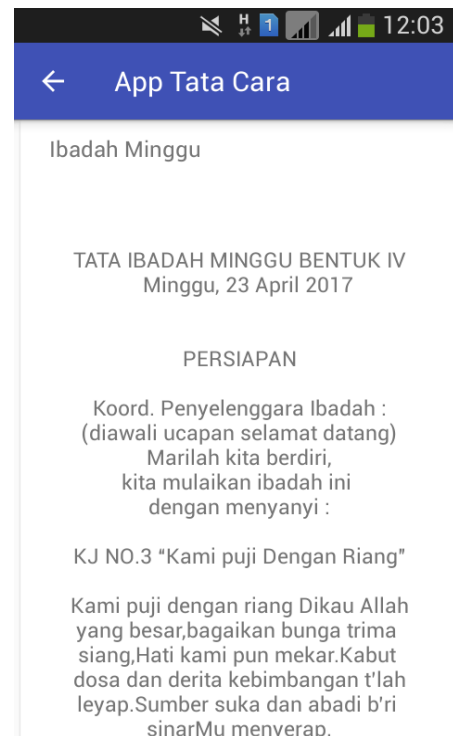 H 1 12:03
App Tata Cara
Ibadah Minggu
TATA IBADAH MINGGU BENTUK IV
Minggu, 23 April 2017
PERSIAPAN
Koord. Penyelenggara Ibadah :
(diawali ucapan selamat datang)
Marilah kita berdiri,
kita mulaikan ibadah ini
dengan menyanyi :
KJ NO.3 “Kami puji Dengan Riang"
Kami puji dengan riang Dikau Allah
yang besar,bagaikan bunga trima
siang,Hati kami pun mekar.Kabut
dosa dan derita kebimbangan t'lah
leyap.Sumber suka dan abadi b'ri
sinarMu menyerap.